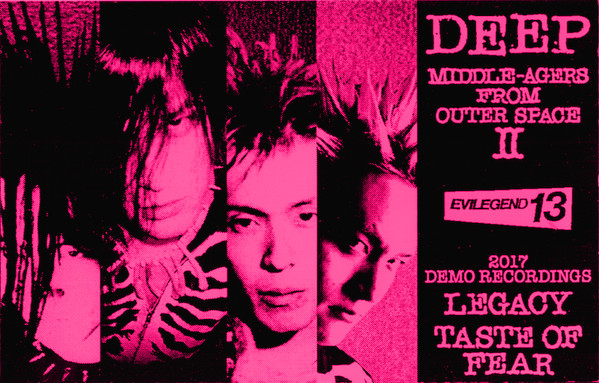 DEEP
MIDDLE-AGERS
FROM
OUTER SPACE
II
EVILEGEND 13
2017
DEMO RECORDINGS
LEGACY
TASTE OF
FEAR